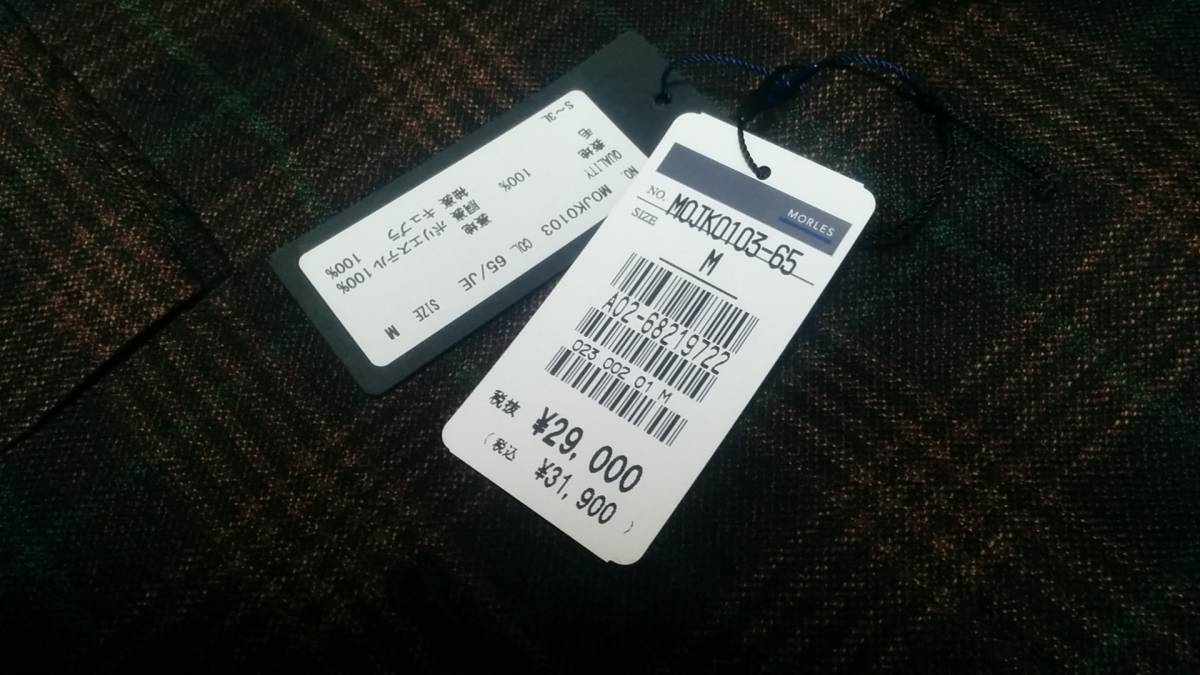 MORLES
NO. MOJK0103-65
SIZE M
A02-68219722
023 002 01 M
税抜 ¥29,000
(税込 ¥31,900)
NO. MOJK0103 COL 65/JE SIZE M
QUALITY
表地 裏地
毛 100% 胴裏 ポリエステル 100%
袖裏 キュプラ 100%
S～3L